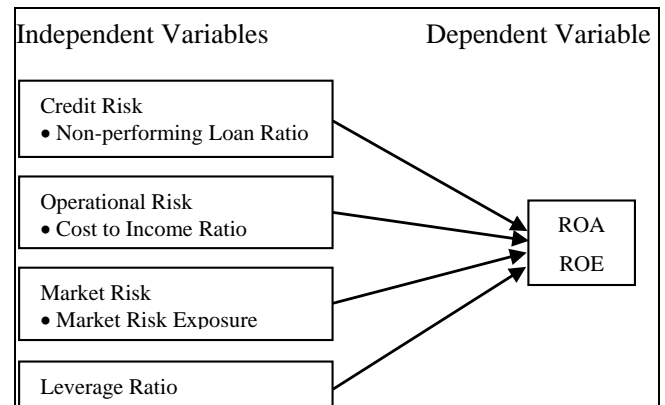 Independent Variables
Dependent Variable
Credit Risk
• Non-performing Loan Ratio
Operational Risk
• Cost to Income Ratio
Market Risk
• Market Risk Exposure
Leverage Ratio
ROA
ROE